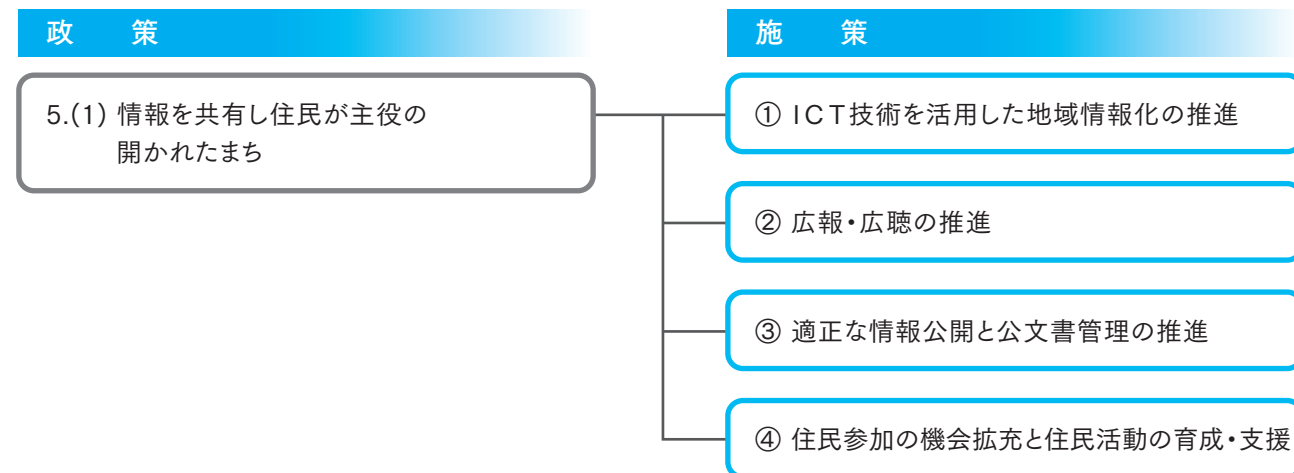 政　策
施　策
5.(1) 情報を共有し住民が主役の
開かれたまち
① ICT技術を活用した地域情報化の推進
② 広報・広聴の推進
③ 適正な情報公開と公文書管理の推進
④ 住民参加の機会拡充と住民活動の育成・支援